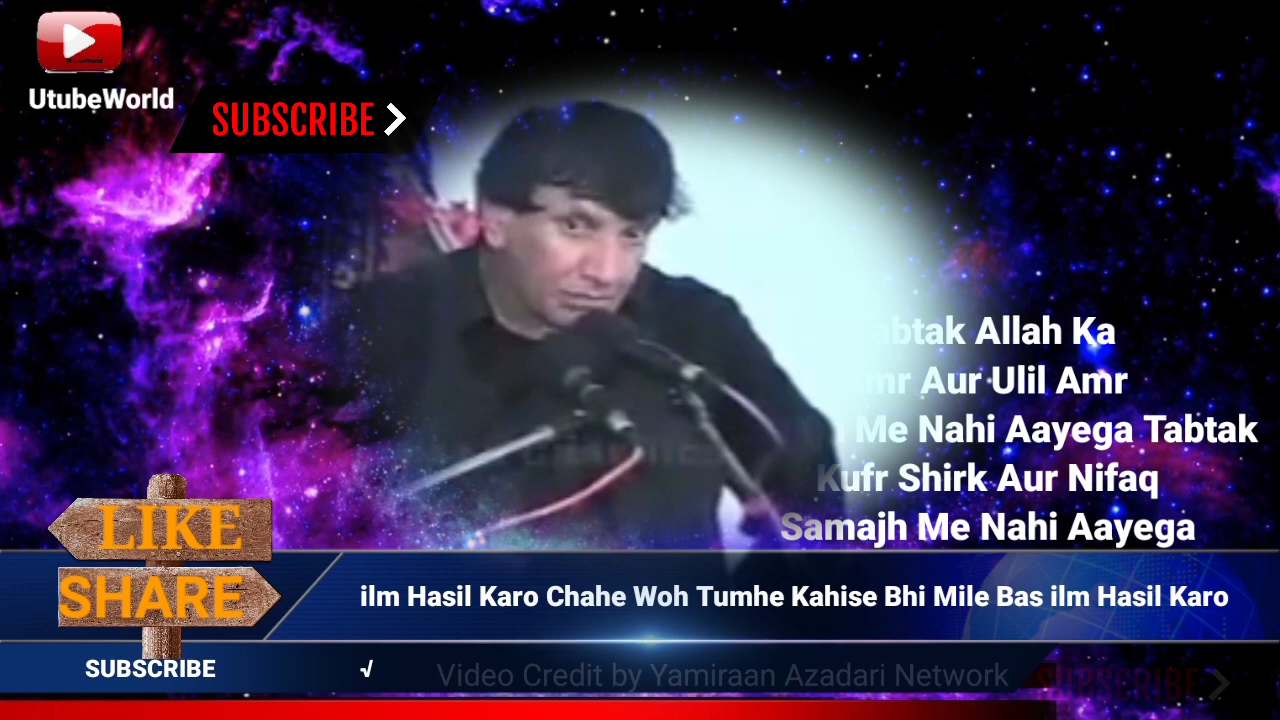 UtubeWorld
SUBSCRIBE
Allah Ka
Aur Ulil Amr
Me Nahi Aayega Tabtak
Kufr Shirk Aur Nifaq
Samajh Me Nahi Aayega
LIKE
SHARE
ilm Hasil Karo Chahe Woh Tumhe Kahise Bhi Mile Bas ilm Hasil Karo
SUBSCRIBE √ Video Credit by Yamiraan Azadari Network SUBSCRIBE